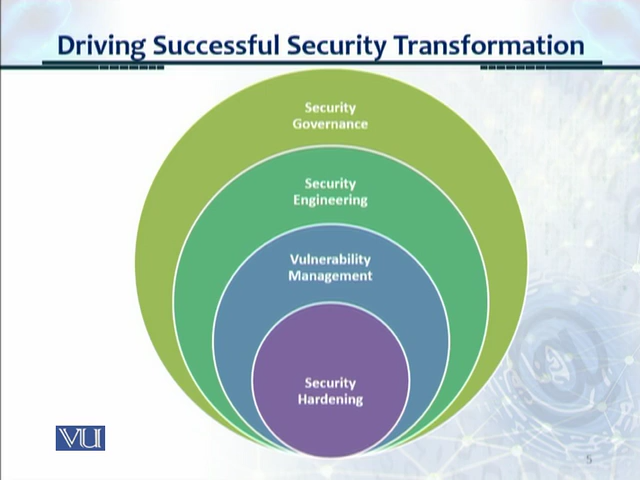 Driving Successful Security Transformation
Security
Governance
Security
Engineering
Vulnerability
Management
Security
Hardening
VU
5